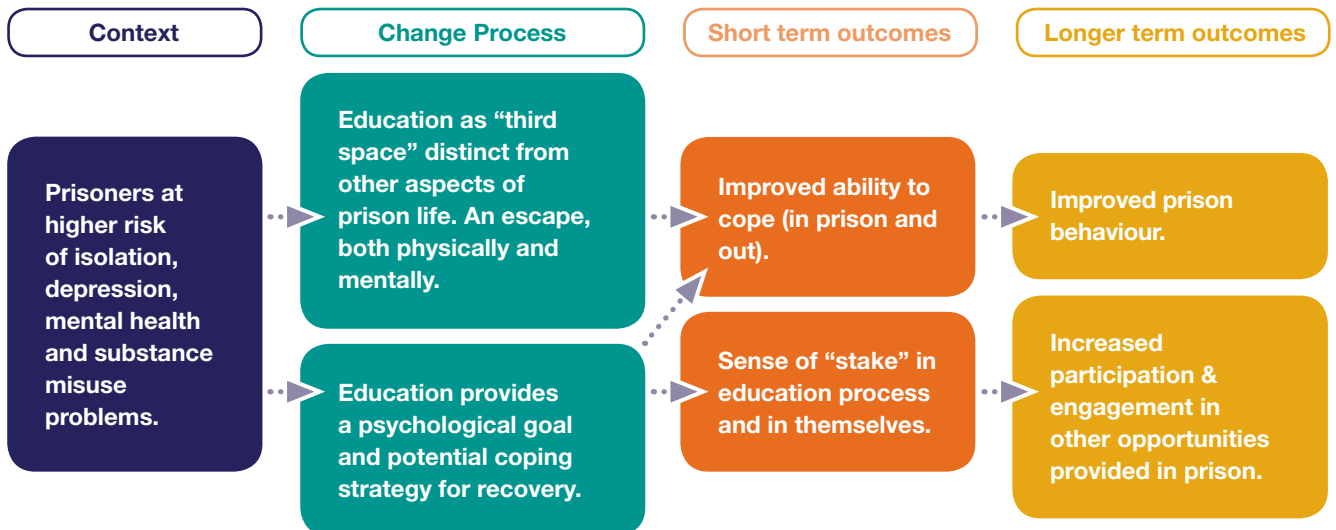 Context
Change Process
Short term outcomes
Longer term outcomes
Prisoners at
higher risk
of isolation,
depression,
mental health
and substance
misuse
problems.
Education as “third
space” distinct from
other aspects of
prison life. An escape,
both physically and
mentally.
Education provides
a psychological goal
and potential coping
strategy for recovery.
Improved ability to
cope (in prison and
out).
Sense of “stake” in
education process
and in themselves.
Improved prison
behaviour.
Increased
participation &
engagement in
other opportunities
provided in prison.